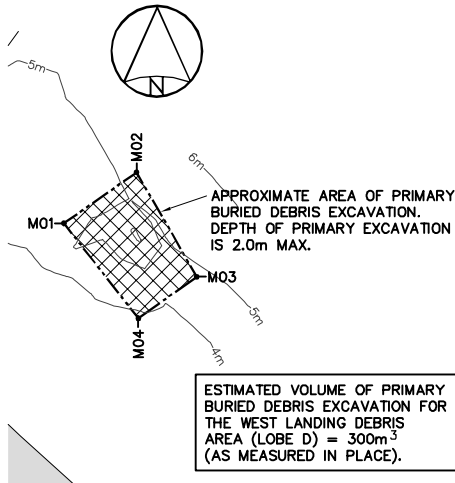 N
5m
M02
6m
APPROXIMATE AREA OF PRIMARY
BURIED DEBRIS EXCAVATION.
DEPTH OF PRIMARY EXCAVATION
IS 2.0m MAX.
M01
M03
5m
M04
4m
ESTIMATED VOLUME OF PRIMARY
BURIED DEBRIS EXCAVATION FOR
THE WEST LANDING DEBRIS
AREA (LOBE D) = 300m³
(AS MEASURED IN PLACE).